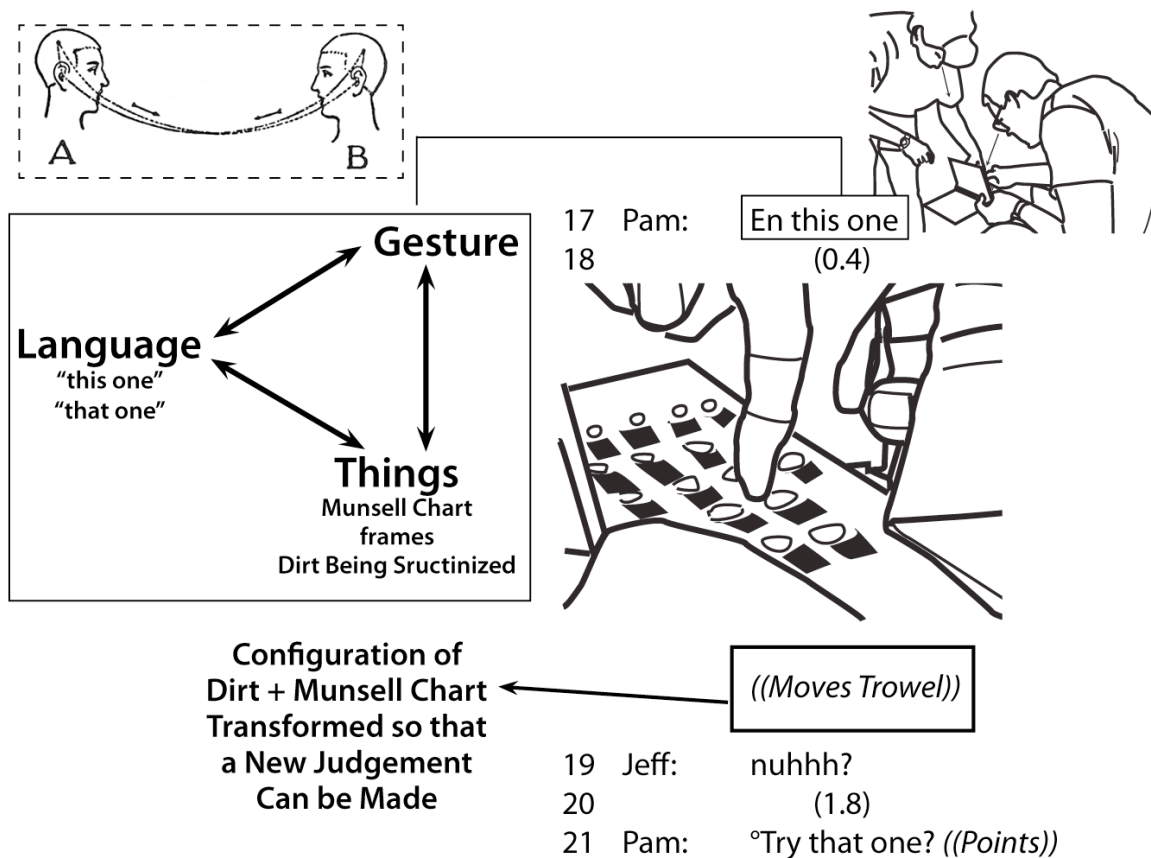 A B
17 Pam: En this one
18 (0.4)
Gesture
Language
“this one”
“that one”
Things
Munsell Chart
frames
Dirt Being Sructinized
Configuration of
Dirt + Munsell Chart
Transformed so that
a New Judgement
Can be Made
((Moves Trowel))
19 Jeff: nuhhh?
20 (1.8)
21 Pam: °Try that one? ((Points))